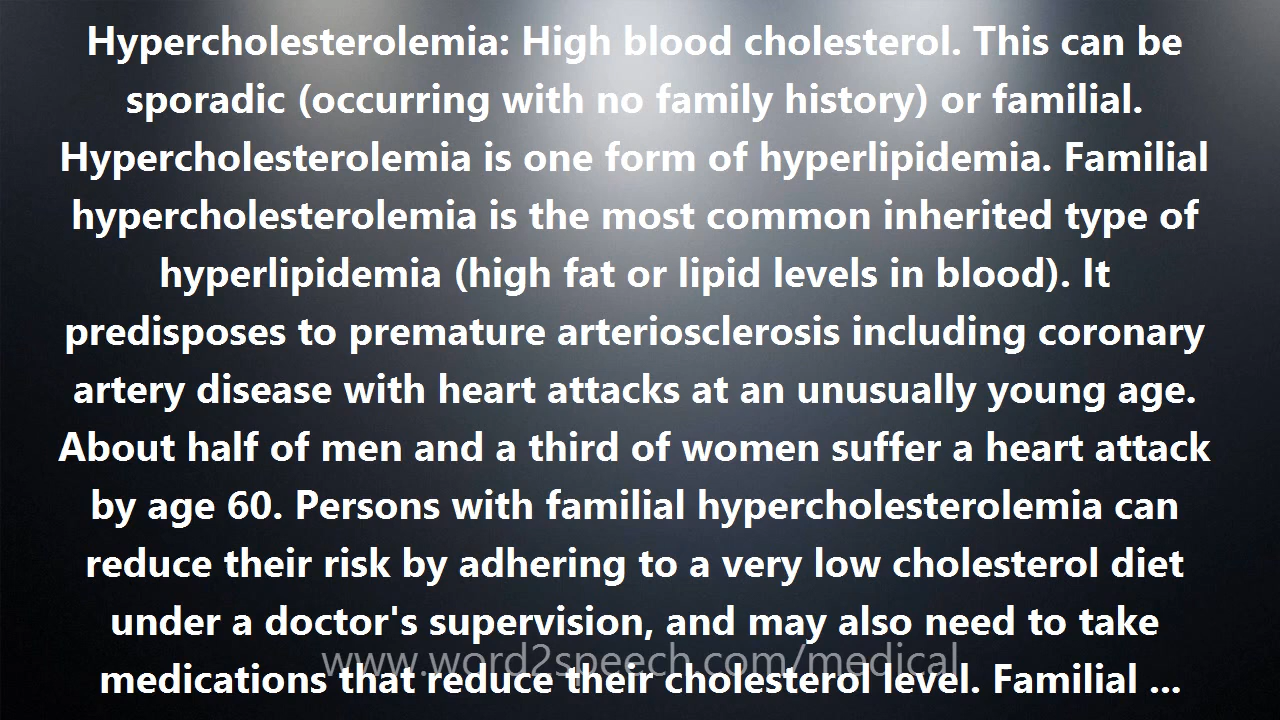 Hypercholesterolemia: High blood cholesterol. This can be
sporadic (occurring with no family history) or familial.
Hypercholesterolemia is one form of hyperlipidemia. Familial
hypercholesterolemia is the most common inherited type of
hyperlipidemia (high fat or lipid levels in blood). It
predisposes to premature arteriosclerosis including coronary
artery disease with heart attacks at an unusually young age.
About half of men and a third of women suffer a heart attack
by age 60. Persons with familial hypercholesterolemia can
reduce their risk by adhering to a very low cholesterol diet
under a doctor's supervision, and may also need to take
www.word2speech.com/medical
medications that reduce their cholesterol level. Familial ...